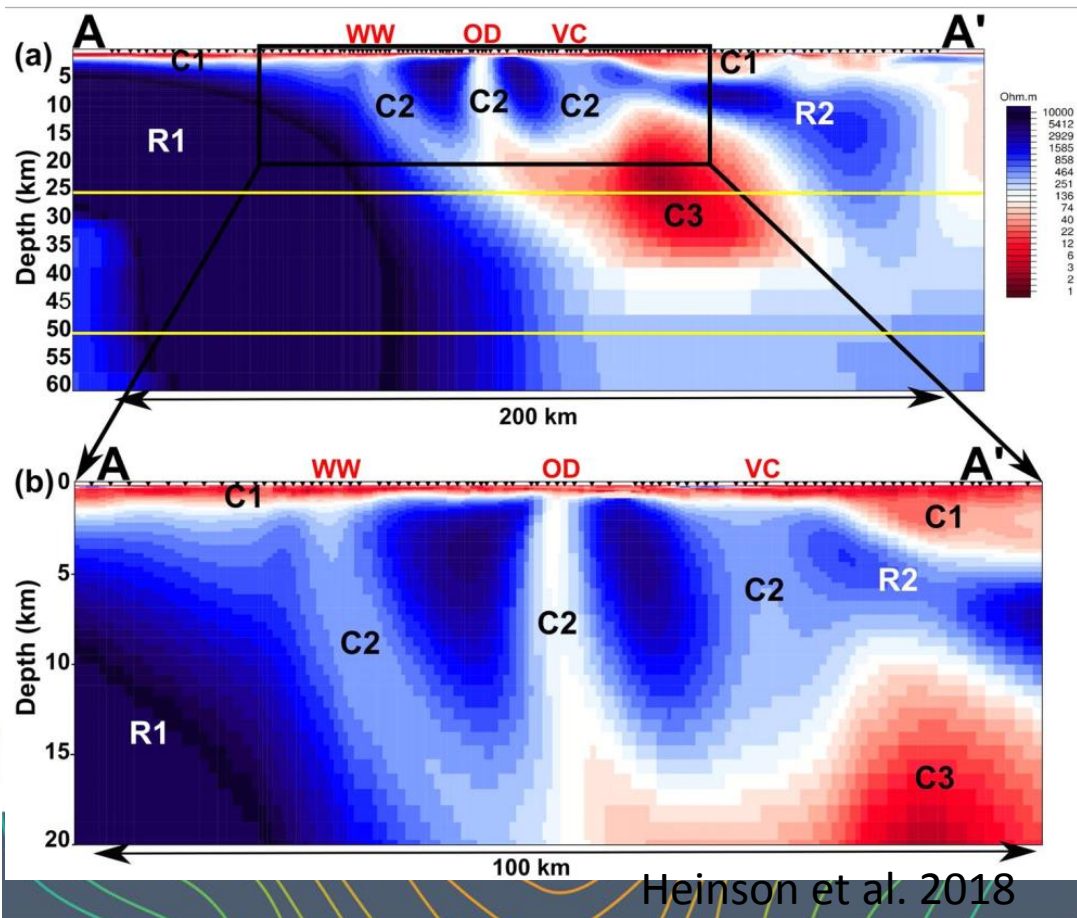 A WW OD VC A'
(a)
C1 C1
5
10
15
20
25
30
35
40
45
50
55
60
Depth (km)
R1 C2 C2 C2 R2
C3
Ohm.m
10000
5412
2929
1585
858
464
251
136
74
40
22
12
6
3
2
1
200 km
(b)
A WW OD VC A'
0
5
10
15
20
Depth (km)
C1 C1
C2 C2 C2 R2
R1 C3
100 km
Heinson et al. 2018